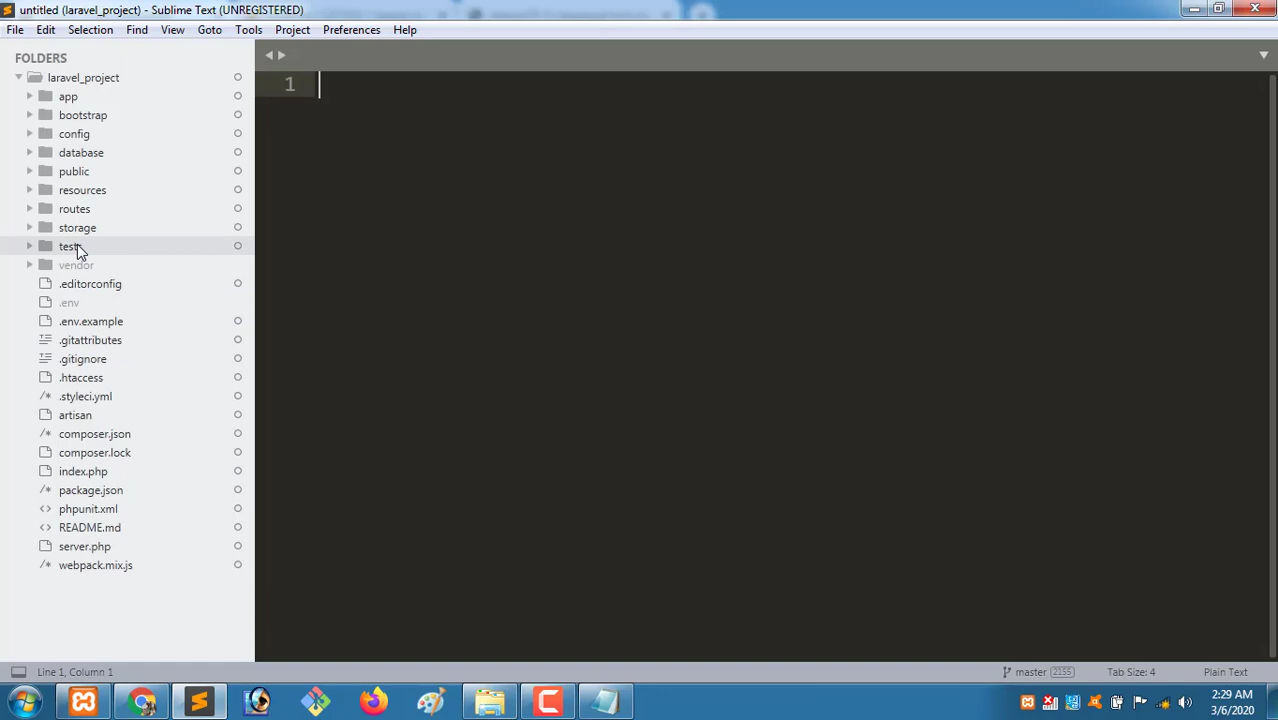 untitled (laravel_project) - Sublime Text (UNREGISTERED)
File Edit Selection Find View Goto Tools Project Preferences Help
FOLDERS
laravel_project
app
bootstrap
config
database
public
resources
routes
storage
vendor
.editorconfig
.env
.env.example
.gitattributes
.gitignore
.htaccess
.styleci.yml
artisan
composer.json
composer.lock
index.php
package.json
phpunit.xml
README.md
server.php
webpack.mix.js
1
Line 1, Column 1
master 2155
Tab Size: 4
Plain Text
2:29 AM
3/6/2020